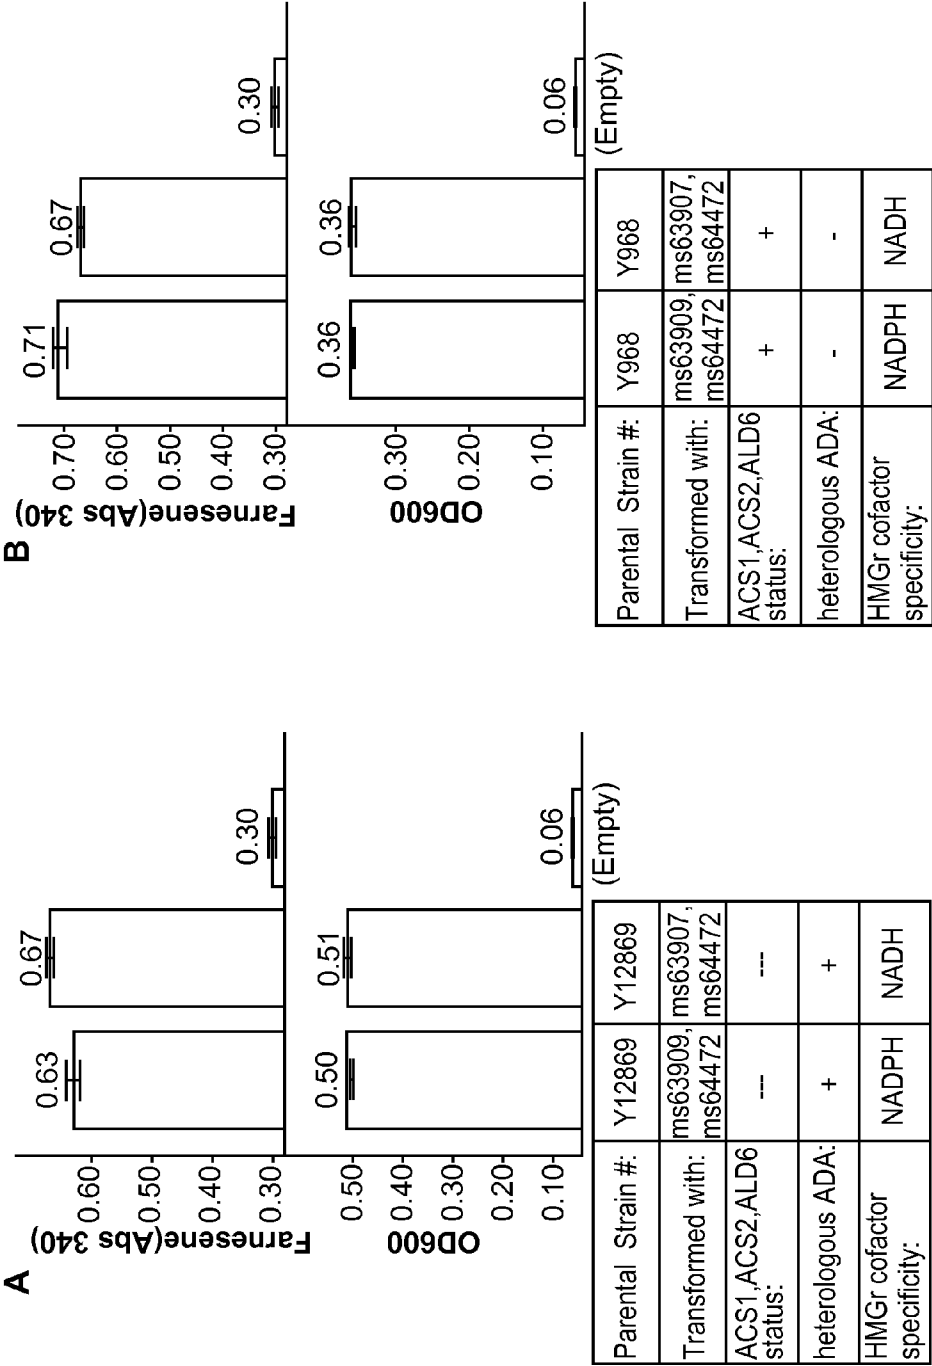 A
Farnesene(Abs 340)
0.60
0.50
0.40
0.30
0.63
0.67
0.30
OD600
0.50
0.40
0.30
0.20
0.10
0.50
0.51
0.06
(Empty)
Parental Strain #: Y12869 Y12869
Transformed with: ms63909, ms64472 ms63907, ms64472
ACS1,ACS2,ALD6 status: --- ---
heterologous ADA: + +
HMGr cofactor specificity: NADPH NADH
B
Farnesene(Abs 340)
0.70
0.60
0.50
0.40
0.30
0.71
0.67
0.30
OD600
0.30
0.20
0.10
0.36
0.36
0.06
(Empty)
Parental Strain #: Y968 Y968
Transformed with: ms63909, ms64472 ms63907, ms64472
ACS1,ACS2,ALD6 status: + +
heterologous ADA: - -
HMGr cofactor specificity: NADPH NADH